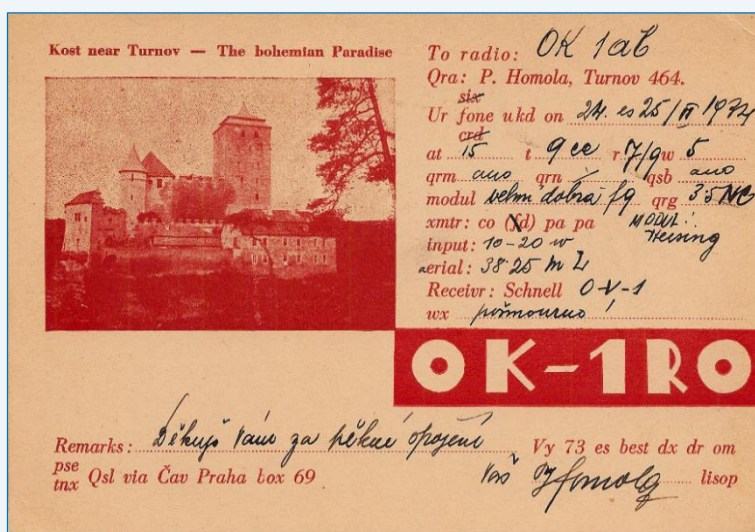 Kost near Turnov — The bohemian Paradise
To radio: OK 1ab
Qra: P. Homola, Turnov 464.
six
Ur fone ukd on 24. es 25/II
crd
at 15 t 9 cc r 7/9 w 5
qrm ano qrn qsb ano
modul velmi dobrá fg qrg 3.5 MC
xmtr: co (Xd) pa pa MODUL:
Heising
input: 10-20 w
aerial: 38.25 m L
Receivr: Schnell 0-V-1
wx pošmourno!
OK-1RO
Remarks: Děkuji Vám za pěkné spojení
Vy 73 es best dx dr om
pse
tnx Qsl via Čav Praha box 69
Váš Homola lisop